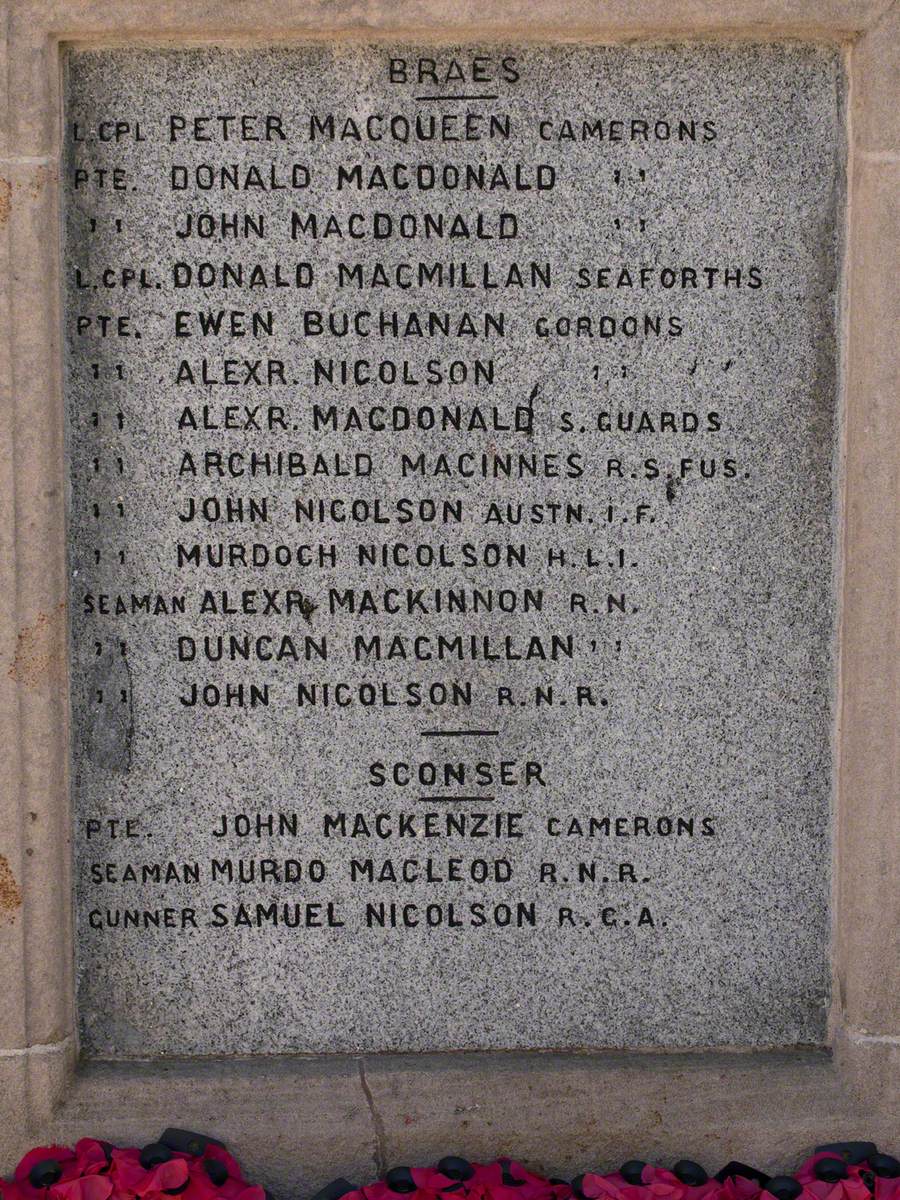 BRAES
L.CPL PETER MACQUEEN CAMERONS
PTE. DONALD MACDONALD ''
'' JOHN MACDONALD ''
L.CPL. DONALD MACMILLAN SEAFORTHS
PTE. EWEN BUCHANAN GORDONS
'' ALEXR. NICOLSON '' ''
'' ALEXR. MACDONALD S. GUARDS
'' ARCHIBALD MACINNES R.S.FUS.
'' JOHN NICOLSON AUSTN. I.F.
'' MURDOCH NICOLSON H.L.I.
SEAMAN ALEXR. MACKINNON R.N.
'' DUNCAN MACMILLAN ''
'' JOHN NICOLSON R.N.R.
SCONSER
PTE. JOHN MACKENZIE CAMERONS
SEAMAN MURDO MACLEOD R.N.R.
GUNNER SAMUEL NICOLSON R.G.A.